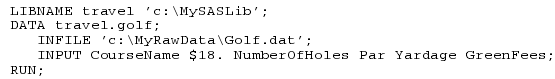 LIBNAME travel ’c:\MySASLib’;
DATA travel.golf;
INFILE ’c:\MyRawData\Golf.dat’;
INPUT CourseName $18. NumberOfHoles Par Yardage GreenFees;
RUN;